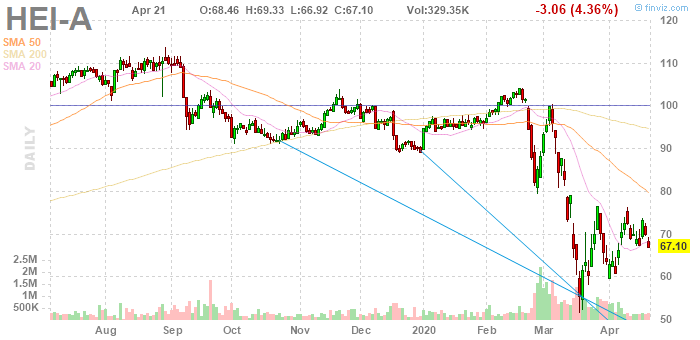 HEI-A
Apr 21
O:68.46 H:69.33 L:66.92 C:67.10
Vol:329.35K
-3.06 (4.36%)
© finviz.com
SMA 50
SMA 200
SMA 20
DAILY
120
110
100
90
80
70
67.10
60
50
2.5M
2M
1.5M
1M
500K
Aug Sep Oct Nov Dec 2020 Feb Mar Apr